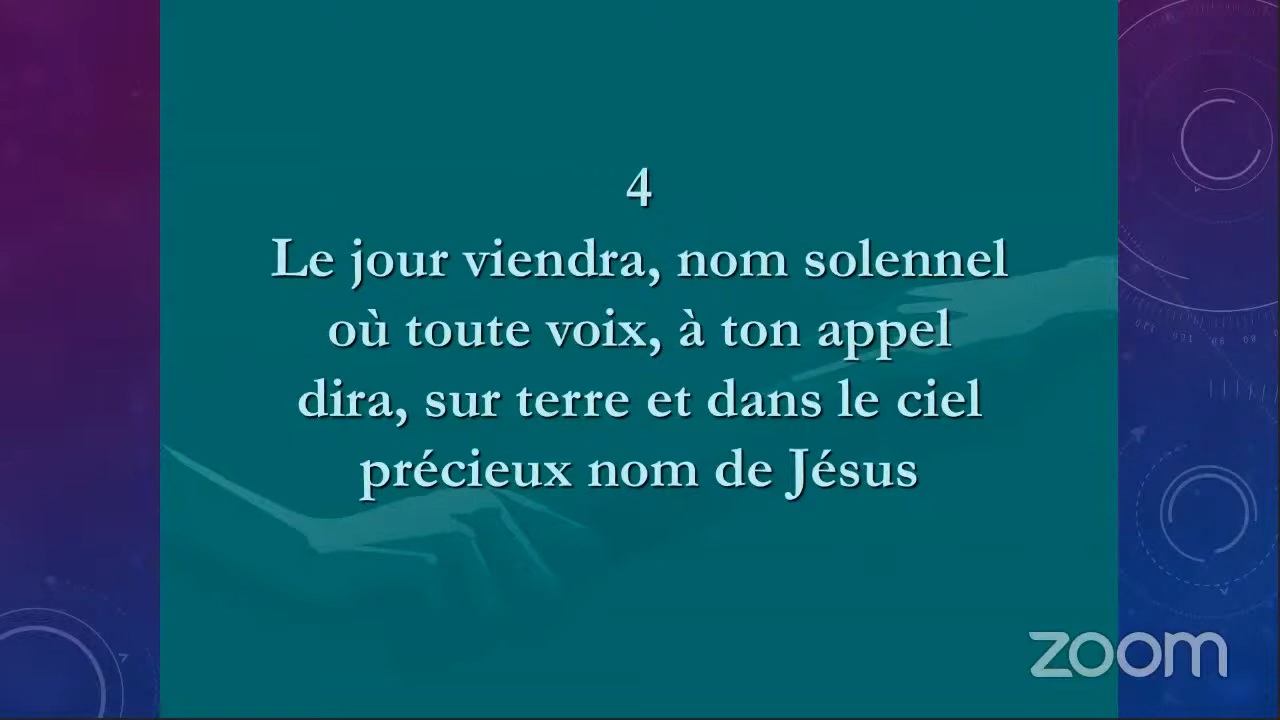 4
Le jour viendra, nom solennel
où toute voix, à ton appel
dira, sur terre et dans le ciel
précieux nom de Jésus
zoom